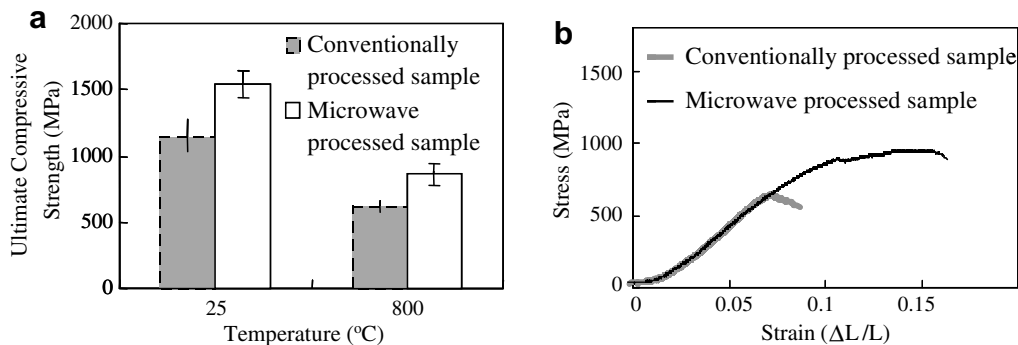 a
2000
1500
1000
500
0
Ultimate Compressive
Strength (MPa)
Conventionally
processed sample
Microwave
processed sample
25
800
Temperature (ºC)
b
1500
1000
500
0
Stress (MPa)
Conventionally processed sample
Microwave processed sample
0
0.05
0.1
0.15
Strain (ΔL/L)